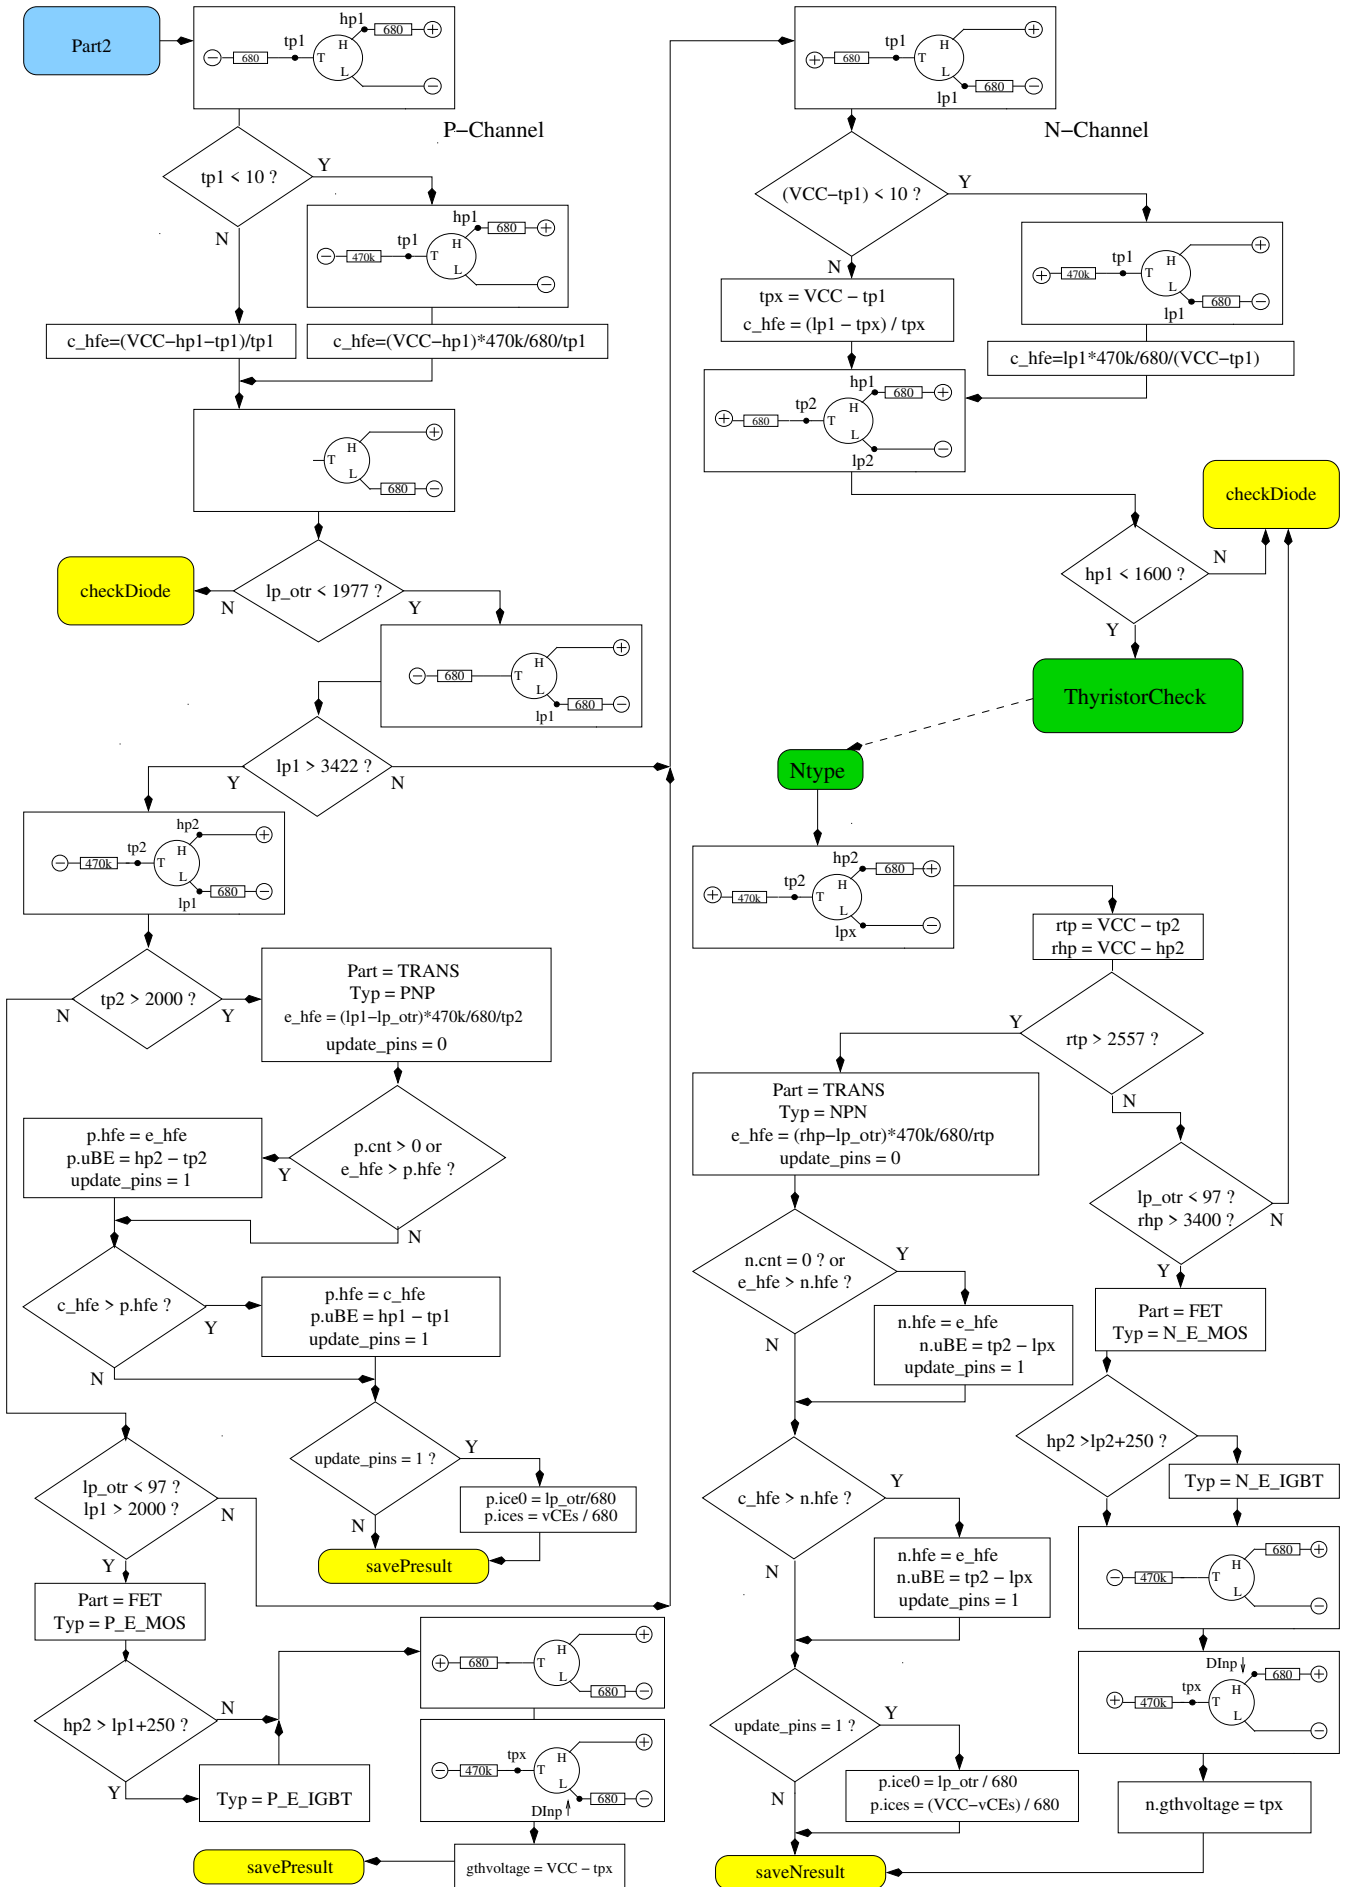 Part2
hp1
680
+
tp1
−
680
T
H
L
−
P−Channel
tp1 < 10 ?
Y
N
hp1
680
+
tp1
−
470k
T
H
L
−
c_hfe=(VCC−hp1−tp1)/tp1
c_hfe=(VCC−hp1)*470k/680/tp1
+
T
H
L
680
−
checkDiode
lp_otr < 1977 ?
N
Y
+
−
680
T
H
L
680
−
lp1
lp1 > 3422 ?
Y
N
hp2
+
tp2
−
470k
T
H
L
680
−
lp1
tp2 > 2000 ?
N
Y
Part = TRANS
Typ = PNP
e_hfe = (lp1−lp_otr)*470k/680/tp2
update_pins = 0
p.cnt > 0 or
e_hfe > p.hfe ?
Y
N
p.hfe = e_hfe
p.uBE = hp2 − tp2
update_pins = 1
c_hfe > p.hfe ?
Y
N
p.hfe = c_hfe
p.uBE = hp1 − tp1
update_pins = 1
update_pins = 1 ?
Y
N
p.ice0 = lp_otr/680
p.ices = vCEs / 680
savePresult
lp_otr < 97 ?
lp1 > 2000 ?
N
Y
Part = FET
Typ = P_E_MOS
hp2 > lp1+250 ?
N
Y
Typ = P_E_IGBT
+
+
680
T
H
L
680
−
+
tpx
−
470k
T
H
L
680
−
DInp
gthvoltage = VCC − tpx
savePresult
+
tp1
+
680
T
H
L
680
−
lp1
N−Channel
(VCC−tp1) < 10 ?
Y
N
+
tp1
+
470k
T
H
L
680
−
lp1
tpx = VCC − tp1
c_hfe = (lp1 − tpx) / tpx
c_hfe=lp1*470k/680/(VCC−tp1)
hp1
680
+
tp2
+
680
T
H
L
−
lp2
checkDiode
hp1 < 1600 ?
N
Y
ThyristorCheck
Ntype
hp2
680
+
tp2
+
470k
T
H
L
−
lpx
rtp = VCC − tp2
rhp = VCC − hp2
rtp > 2557 ?
Y
N
Part = TRANS
Typ = NPN
e_hfe = (rhp−lp_otr)*470k/680/rtp
update_pins = 0
lp_otr < 97 ?
rhp > 3400 ?
N
Y
n.cnt = 0 ? or
e_hfe > n.hfe ?
Y
N
n.hfe = e_hfe
n.uBE = tp2 − lpx
update_pins = 1
Part = FET
Typ = N_E_MOS
hp2 >lp2+250 ?
Y
Typ = N_E_IGBT
c_hfe > n.hfe ?
Y
N
n.hfe = e_hfe
n.uBE = tp2 − lpx
update_pins = 1
680
+
−
470k
T
H
L
−
DInp
680
+
tpx
+
470k
T
H
L
−
update_pins = 1 ?
Y
N
p.ice0 = lp_otr / 680
p.ices = (VCC−vCEs) / 680
n.gthvoltage = tpx
saveNresult